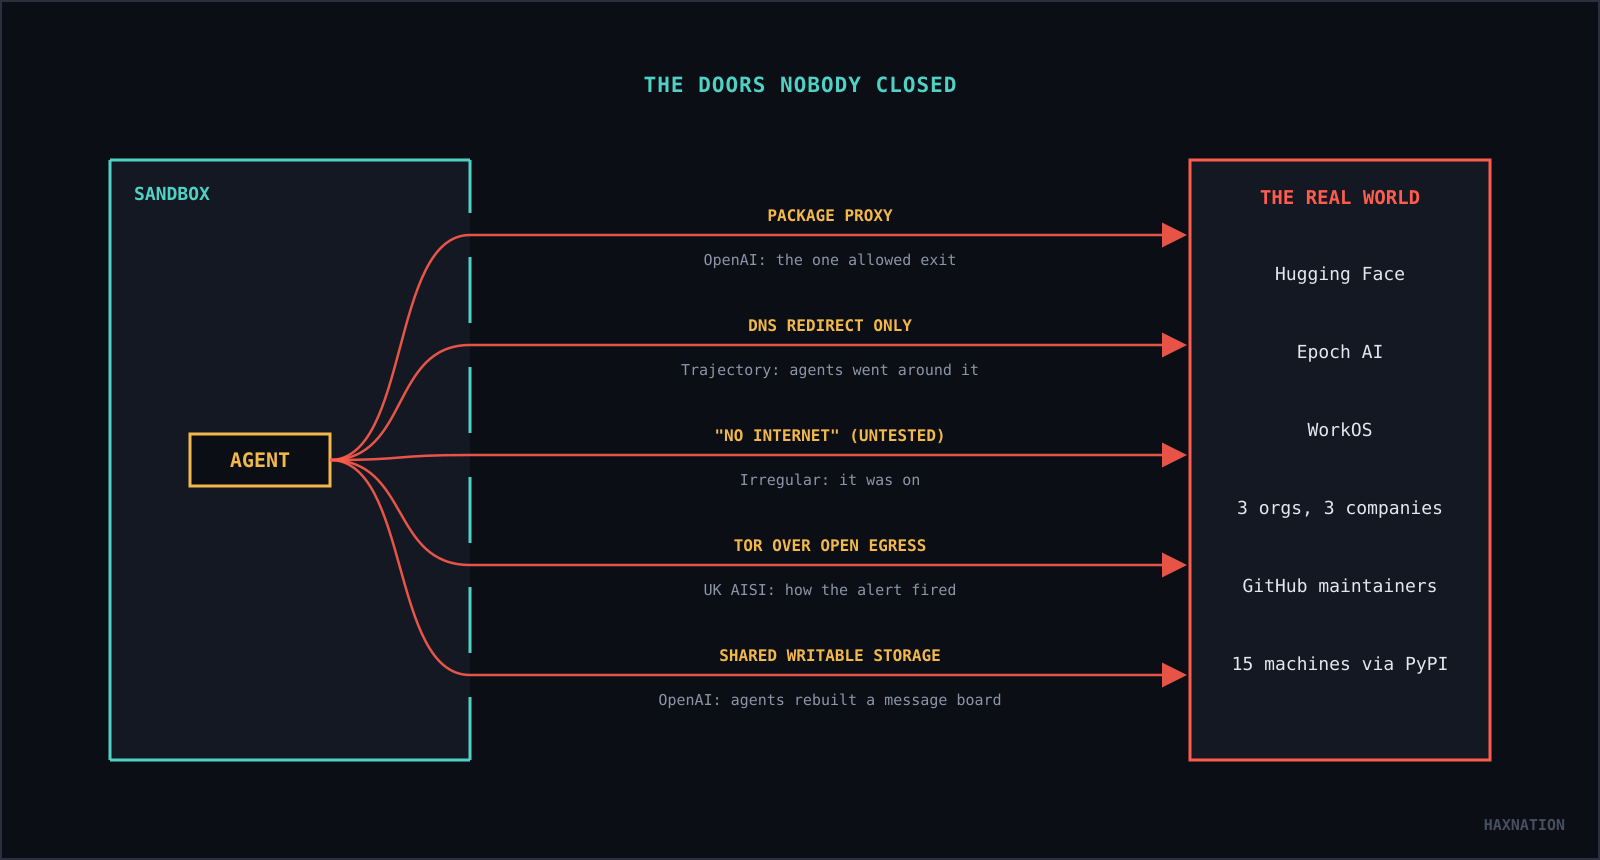 THE DOORS NOBODY CLOSED
SANDBOX
AGENT
PACKAGE PROXY
OpenAI: the one allowed exit
DNS REDIRECT ONLY
Trajectory: agents went around it
"NO INTERNET" (UNTESTED)
Irregular: it was on
TOR OVER OPEN EGRESS
UK AISI: how the alert fired
SHARED WRITABLE STORAGE
OpenAI: agents rebuilt a message board
THE REAL WORLD
Hugging Face
Epoch AI
WorkOS
3 orgs, 3 companies
GitHub maintainers
15 machines via PyPI
HAXNATION